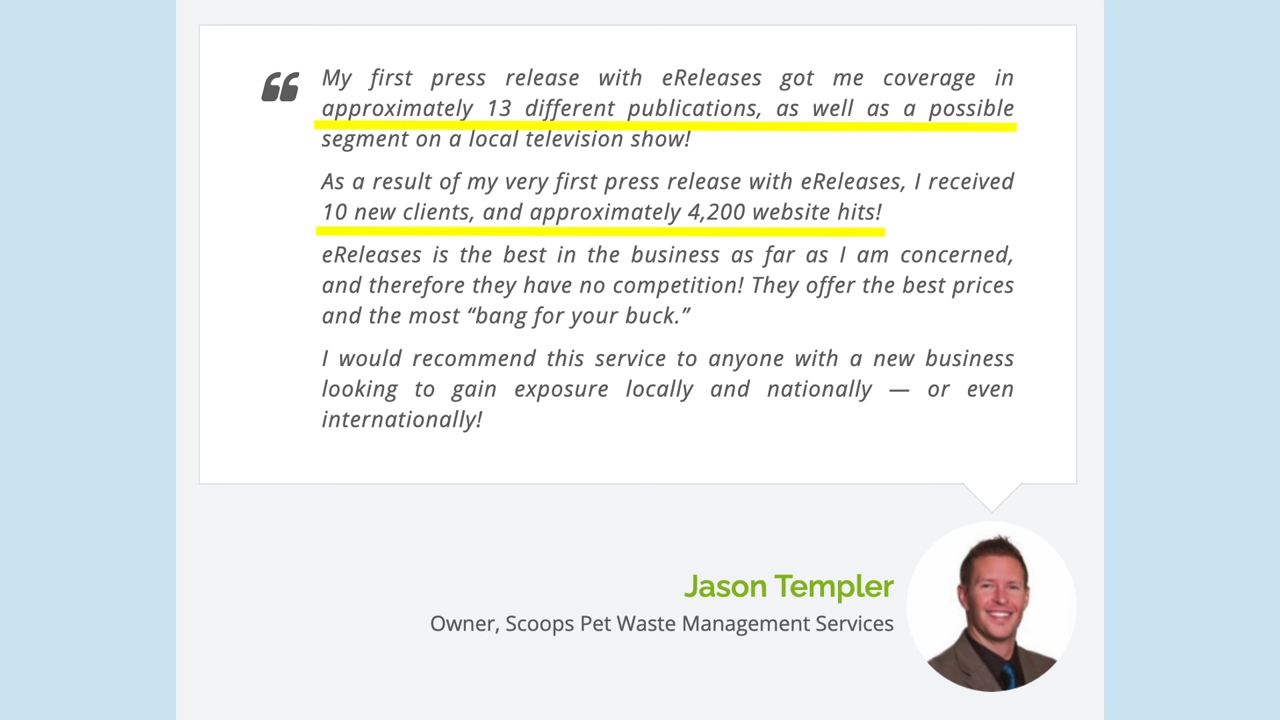 My first press release with eReleases got me coverage in
approximately 13 different publications, as well as a possible
segment on a local television show!
As a result of my very first press release with eReleases, I received
10 new clients, and approximately 4,200 website hits!
eReleases is the best in the business as far as I am concerned,
and therefore they have no competition! They offer the best prices
and the most “bang for your buck.”
I would recommend this service to anyone with a new business
looking to gain exposure locally and nationally — or even
internationally!
Jason Templer
Owner, Scoops Pet Waste Management Services